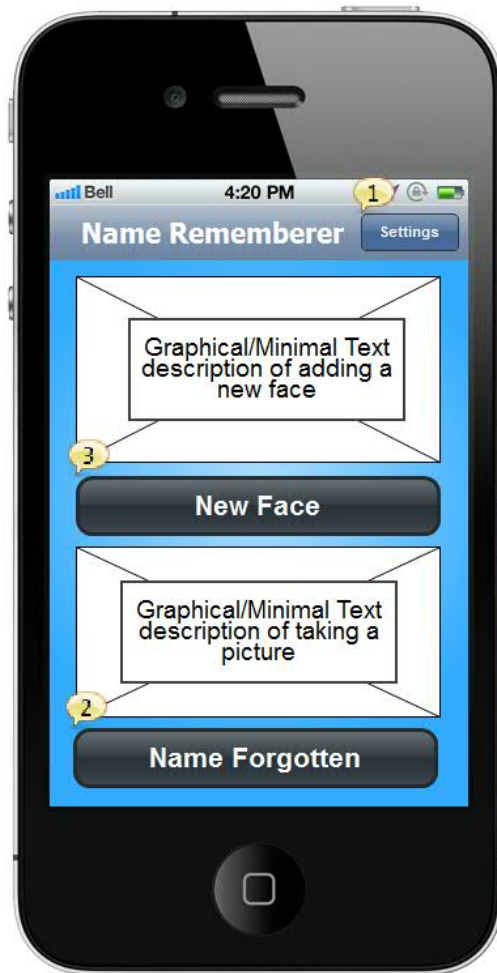 Bell 4:20 PM
1
Name Rememberer Settings
Graphical/Minimal Text
description of adding a
new face
3
New Face
Graphical/Minimal Text
description of taking a
picture
2
Name Forgotten